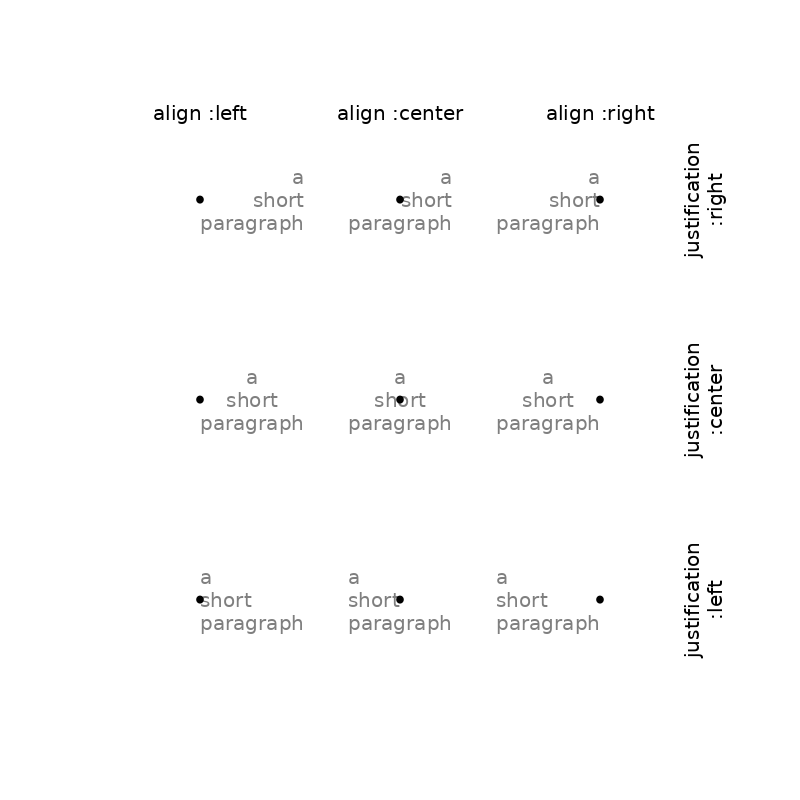 align :left align :center align :right
a a a
short short short
paragraph paragraph paragraph
justification
:right
a a a
short short short
paragraph paragraph paragraph
justification
:center
a a a
short short short
paragraph paragraph paragraph
justification
:left